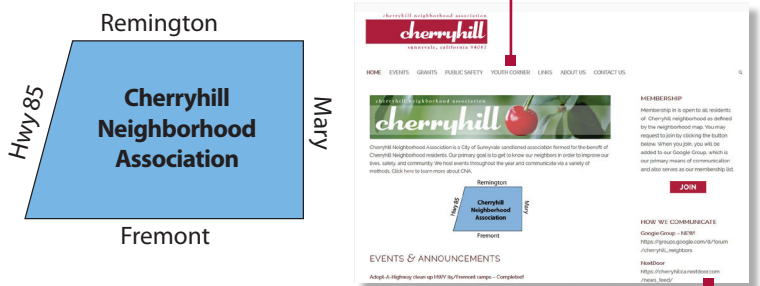 Remington
Hwy 85
Cherryhill
Neighborhood
Association
Mary
Fremont
cherryhill neighborhood association
cherryhill
sunnyvale, california 94087
HOME EVENTS GRANTS PUBLIC SAFETY YOUTH CORNER LINKS ABOUT US CONTACT US
cherryhill neighborhood association
cherryhill
Cherryhill Neighborhood Association is a City of Sunnyvale sandioned association formed for the benefit of
Cherryhill Neighborhood residents. Our primary goal is to get to know our neighbors in order to improve our
lives, safety, and community. We host events throughout the year and communicate via a variety of
methods. Click here to learn more about CNA.
Remington
Hwy 85
Cherryhill
Neighborhood
Association
Mary
Fremont
EVENTS & ANNOUNCEMENTS
Adopt-A-Highway clean up HWY 85/Fremont ramps – Completed!
MEMBERSHIP
Membership in is open to all residents
of Cherryhill neighborhood as defined
by the neighborhood map. You may
request to join by clicking the button
below. When you join, you will be
added to our Google Group, which is
our primary means of communication
and also serves as our membership list.
JOIN
HOW WE COMMUNICATE
Google Group – NEW!
https://groups.google.com/d/forum
/cherryhill_neighbors
NextDoor
https://cherryhillca.nextdoor.com
/news_feed/